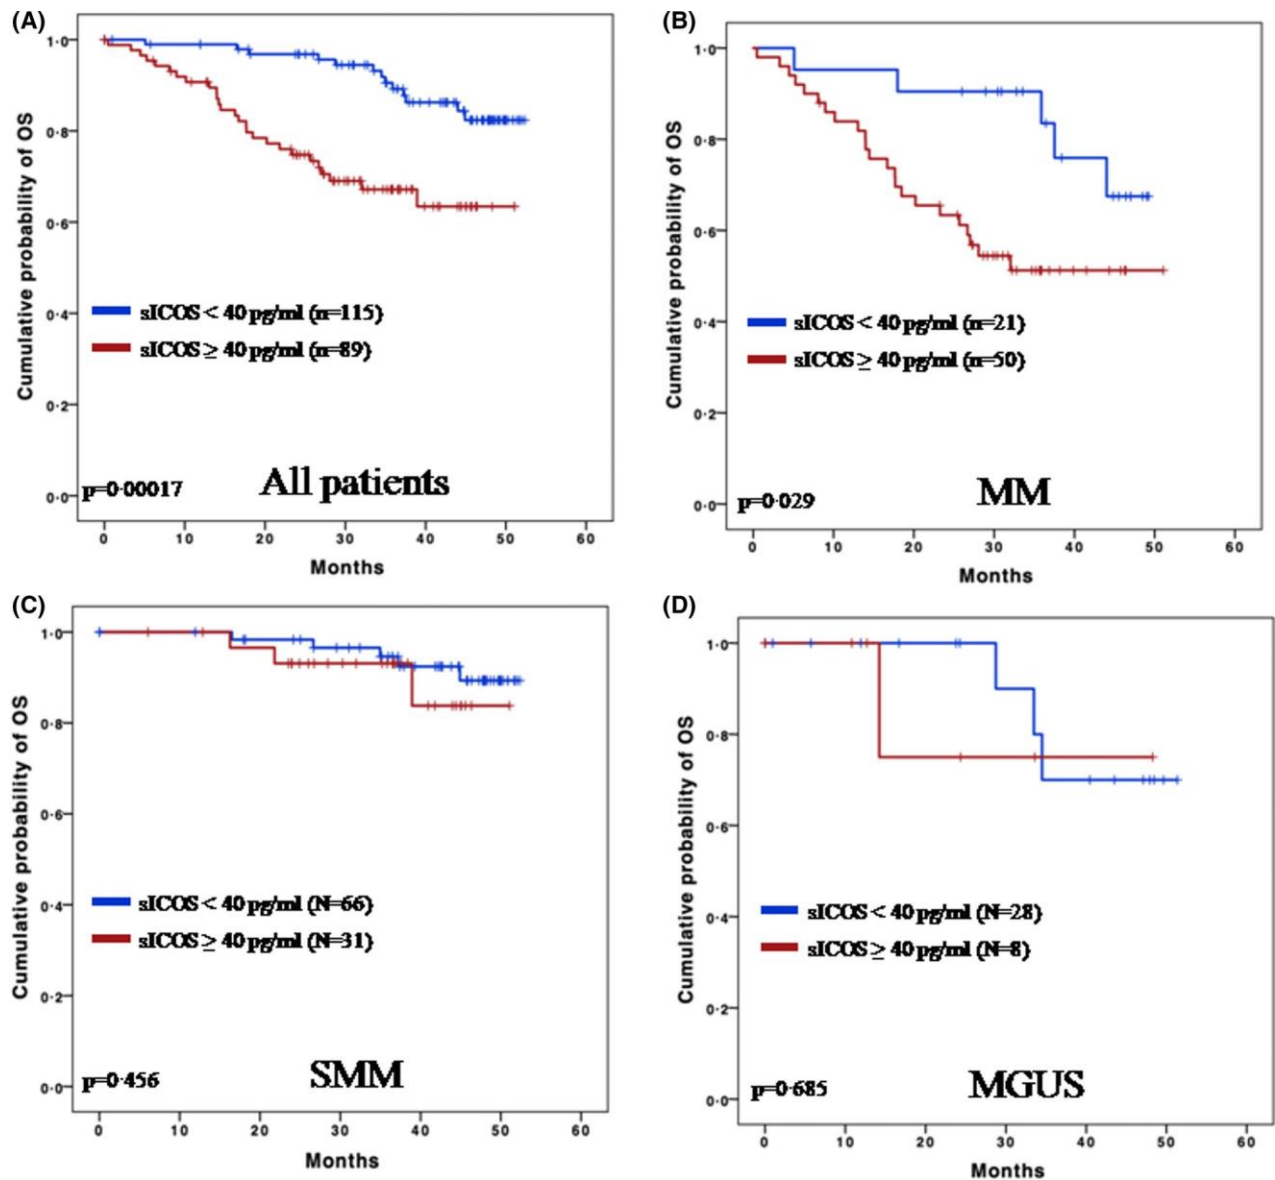 (A)
Cumulative probability of OS
1·0
0·8
0·6
0·4
0·2
0·0
sICOS < 40 pg/ml (n=115)
sICOS ≥ 40 pg/ml (n=89)
p=0·00017
All patients
0 10 20 30 40 50 60
Months
(B)
Cumulative probability of OS
1·0
0·8
0·6
0·4
0·2
0·0
sICOS < 40 pg/ml (n=21)
sICOS ≥ 40 pg/ml (n=50)
p=0·029
MM
0 10 20 30 40 50 60
Months
(C)
Cumulative probability of OS
1·0
0·8
0·6
0·4
0·2
0·0
sICOS < 40 pg/ml (N=66)
sICOS ≥ 40 pg/ml (N=31)
p=0·456
SMM
0 10 20 30 40 50 60
Months
(D)
Cumulative probability of OS
1·0
0·8
0·6
0·4
0·2
0·0
sICOS < 40 pg/ml (N=28)
sICOS ≥ 40 pg/ml (N=8)
p=0·685
MGUS
0 10 20 30 40 50 60
Months